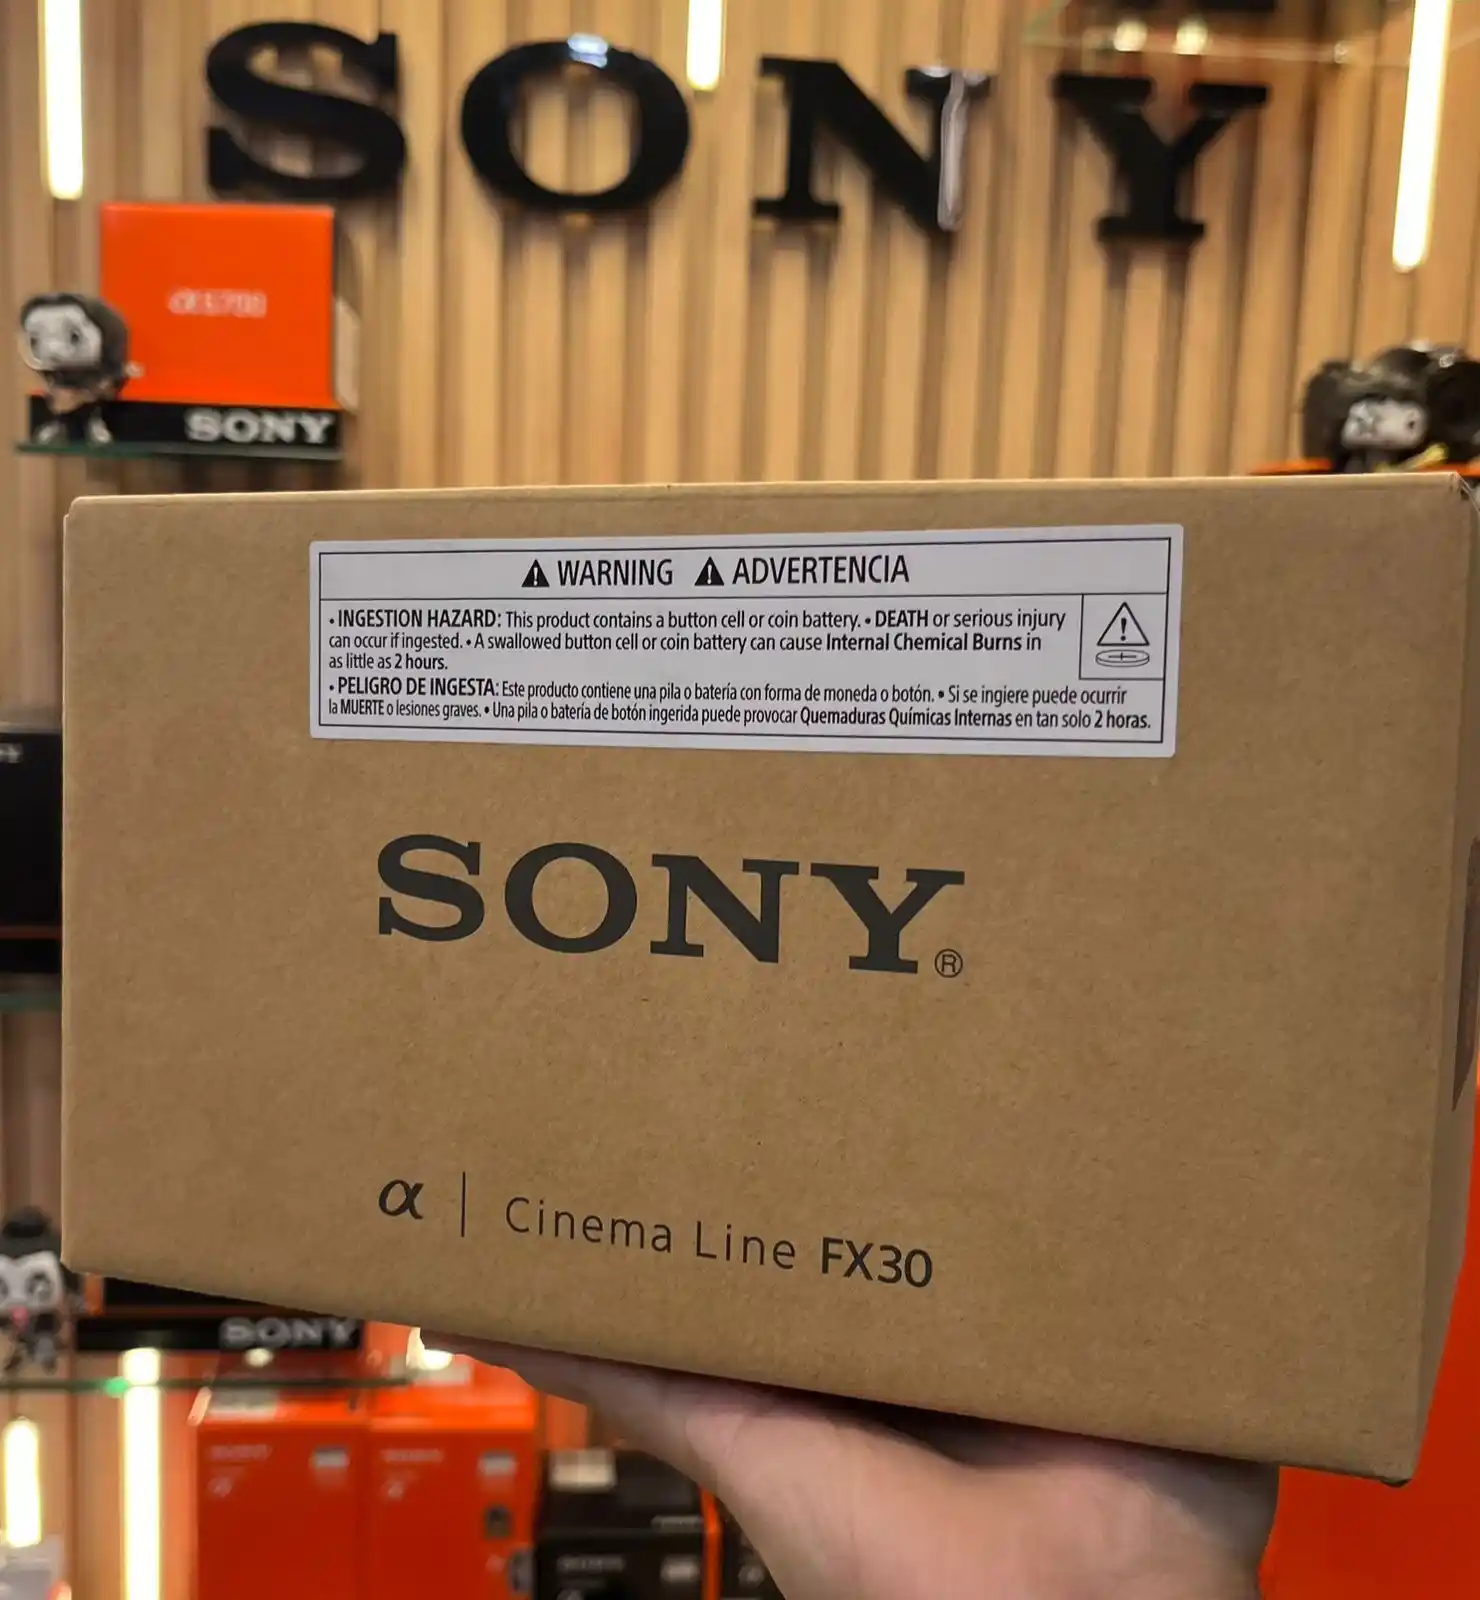 SONY
α6700
SONY
⚠ WARNING ⚠ ADVERTENCIA
• INGESTION HAZARD: This product contains a button cell or coin battery. • DEATH or serious injury
can occur if ingested. • A swallowed button cell or coin battery can cause Internal Chemical Burns in
as little as 2 hours.
• PELIGRO DE INGESTA: Este producto contiene una pila o batería con forma de moneda o botón. • Si se ingiere puede ocurrir
la MUERTE o lesiones graves. • Una pila o batería de botón ingerida puede provocar Quemaduras Químicas Internas en tan solo 2 horas.
SONY®
α | Cinema Line FX30
SONY